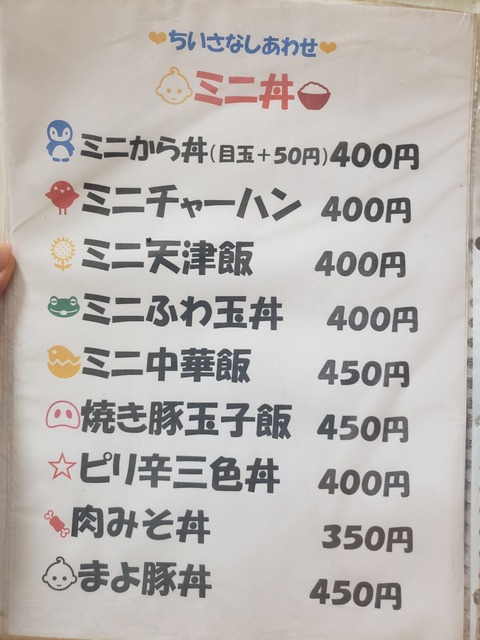 ちいさなしあわせ
ミニ丼
ミニから丼(目玉+50円)400円
ミニチャーハン 400円
ミニ天津飯 400円
ミニふわ玉丼 400円
ミニ中華飯 450円
焼き豚玉子飯 450円
ピリ辛三色丼 400円
肉みそ丼 350円
まよ豚丼 450円